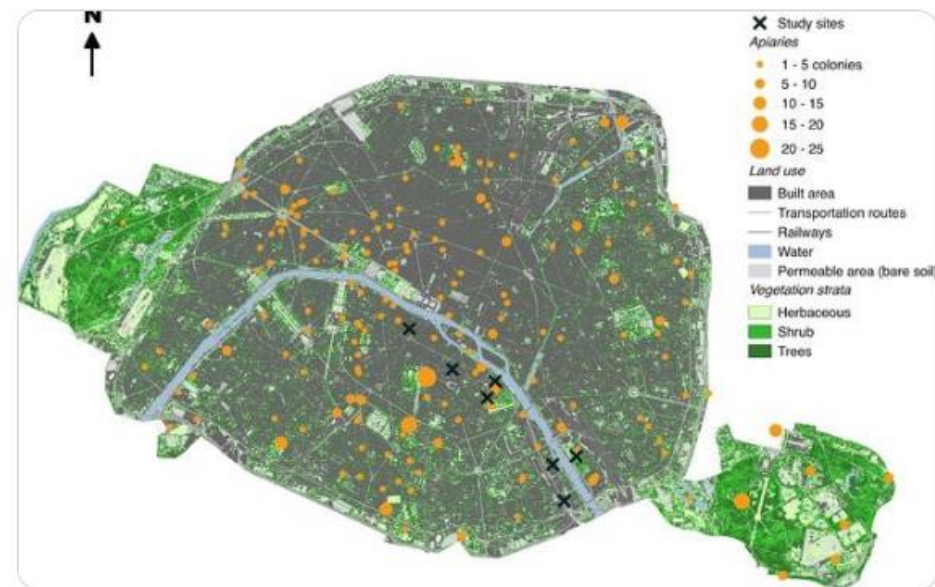 N
Study sites
Apiaries
1 - 5 colonies
5 - 10
10 - 15
15 - 20
20 - 25
Land use
Built area
Transportation routes
Railways
Water
Permeable area (bare soil)
Vegetation strata
Herbaceous
Shrub
Trees